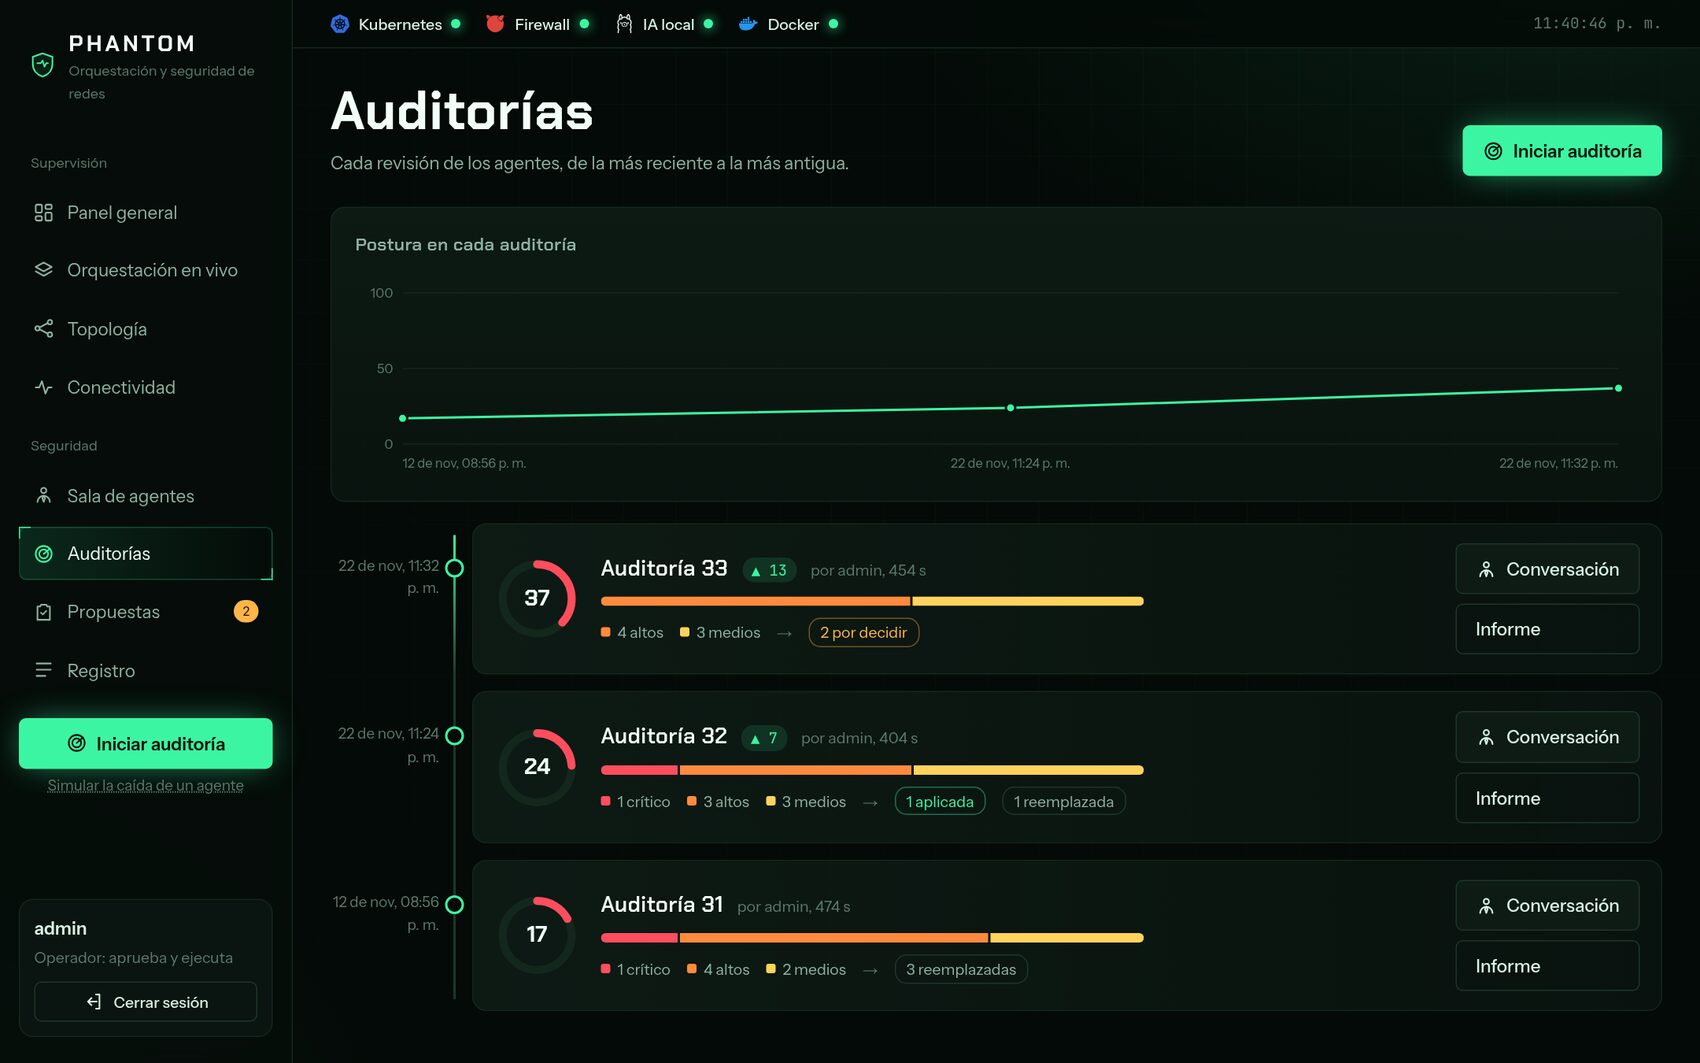 PHANTOM
Orquestación y seguridad de
redes
Supervisión
Panel general
Orquestación en vivo
Topología
Conectividad
Seguridad
Sala de agentes
Auditorías
Propuestas 2
Registro
Iniciar auditoría
Simular la caída de un agente
admin
Operador: aprueba y ejecuta
Cerrar sesión
Kubernetes Firewall IA local Docker 11:40:46 p. m.
Auditorías
Cada revisión de los agentes, de la más reciente a la más antigua.
Iniciar auditoría
Postura en cada auditoría
100
50
0
12 de nov, 08:56 p. m. 22 de nov, 11:24 p. m. 22 de nov, 11:32 p. m.
22 de nov, 11:32
p. m.
37
Auditoría 33 ▲ 13 por admin, 454 s
4 altos 3 medios → 2 por decidir
Conversación
Informe
22 de nov, 11:24
p. m.
24
Auditoría 32 ▲ 7 por admin, 404 s
1 crítico 3 altos 3 medios → 1 aplicada 1 reemplazada
Conversación
Informe
12 de nov, 08:56
p. m.
17
Auditoría 31 por admin, 474 s
1 crítico 4 altos 2 medios → 3 reemplazadas
Conversación
Informe